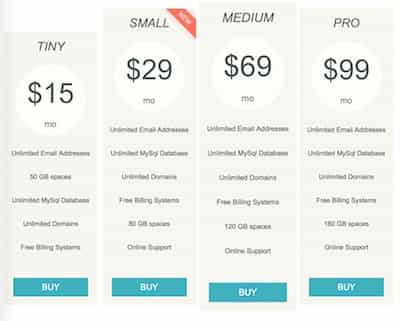 TINY
$15
mo
Unlimited Email Addresses
50 GB spaces
Unlimited MySql Database
Unlimited Domains
Free Billing Systems
BUY
SMALL
NEW
$29
mo
Unlimited Email Addresses
Unlimited MySql Database
Unlimited Domains
Free Billing Systems
80 GB spaces
Online Support
BUY
MEDIUM
$69
mo
Unlimited Email Addresses
Unlimited MySql Database
Unlimited Domains
Free Billing Systems
120 GB spaces
Online Support
BUY
PRO
$99
mo
Unlimited Email Addresses
Unlimited MySql Database
Unlimited Domains
Free Billing Systems
180 GB spaces
Online Support
BUY